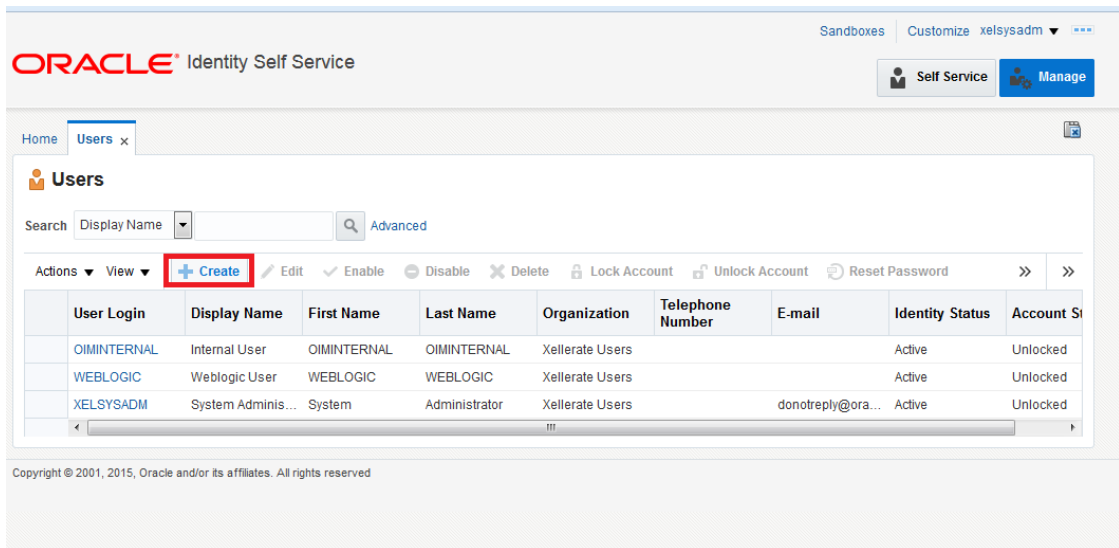 Sandboxes Customize xelsysadm
ORACLE® Identity Self Service
Self Service Manage
Home Users x
Users
Search Display Name Advanced
Actions View Create Edit Enable Disable Delete Lock Account Unlock Account Reset Password » »
User Login Display Name First Name Last Name Organization Telephone Number E-mail Identity Status Account St
OIMINTERNAL Internal User OIMINTERNAL OIMINTERNAL Xellerate Users Active Unlocked
WEBLOGIC Weblogic User WEBLOGIC WEBLOGIC Xellerate Users Active Unlocked
XELSYSADM System Adminis... System Administrator Xellerate Users donotreply@ora... Active Unlocked
Copyright © 2001, 2015, Oracle and/or its affiliates. All rights reserved